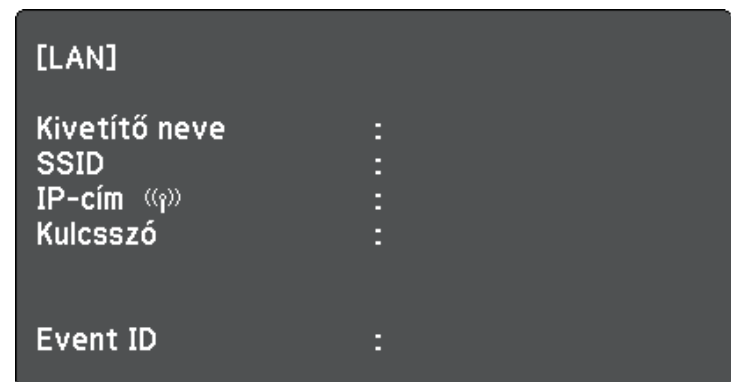 [LAN]
Kivetítő neve :
SSID :
IP-cím :
Kulcsszó :
Event ID :